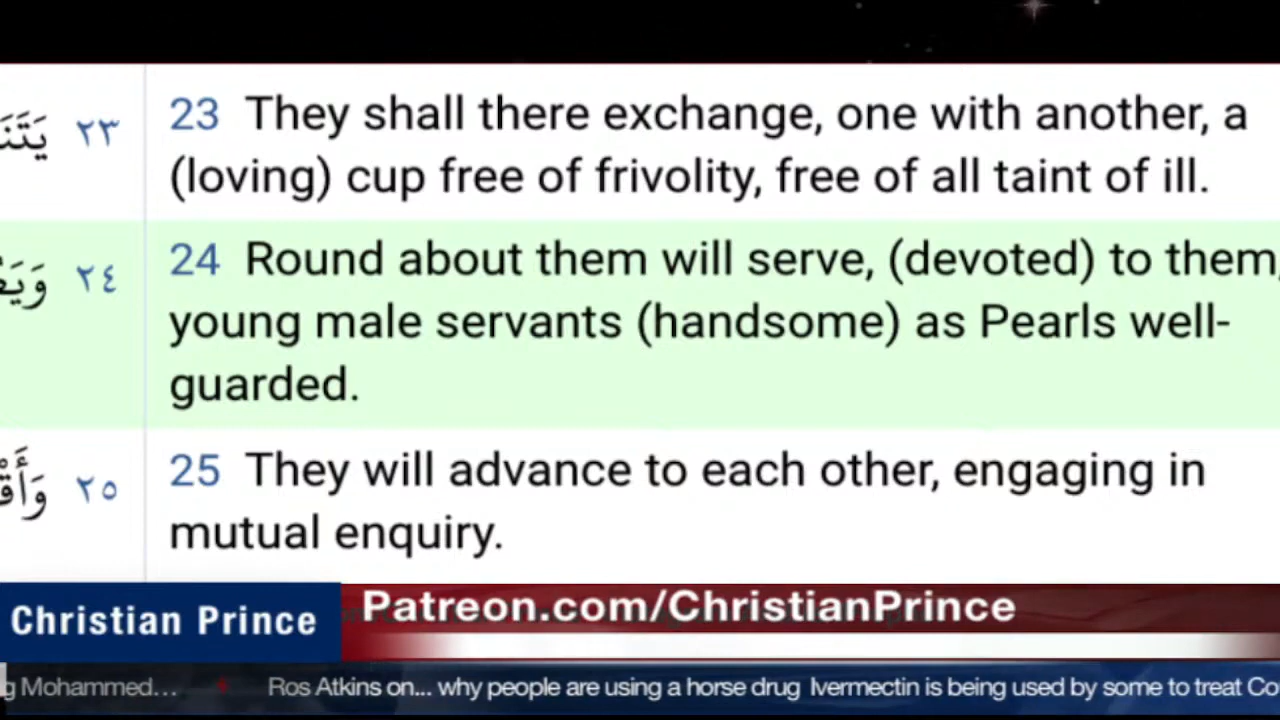 23 They shall there exchange, one with another, a
(loving) cup free of frivolity, free of all taint of ill.
٢٣
24 Round about them will serve, (devoted) to them,
young male servants (handsome) as Pearls well-
guarded.
٢٤
25 They will advance to each other, engaging in
mutual enquiry.
٢٥
Christian Prince
Patreon.com/ChristianPrince
Mohammed...
Ros Atkins on... why people are using a horse drug Ivermectin is being used by some to treat